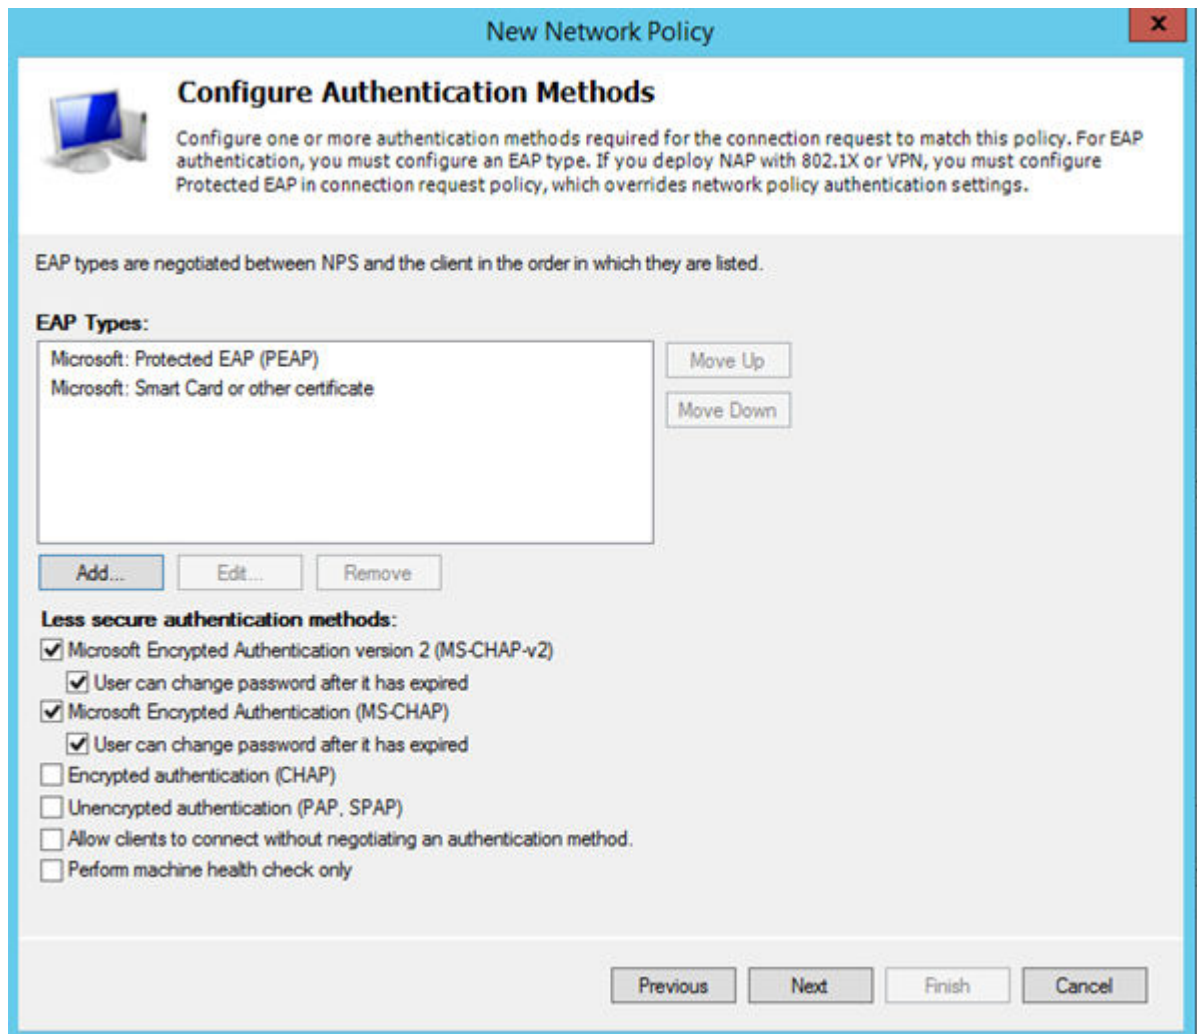 New Network Policy
x
Configure Authentication Methods
Configure one or more authentication methods required for the connection request to match this policy. For EAP
authentication, you must configure an EAP type. If you deploy NAP with 802.1X or VPN, you must configure
Protected EAP in connection request policy, which overrides network policy authentication settings.
EAP types are negotiated between NPS and the client in the order in which they are listed.
EAP Types:
Microsoft: Protected EAP (PEAP)
Microsoft: Smart Card or other certificate
Move Up
Move Down
Add... Edit... Remove
Less secure authentication methods:
Microsoft Encrypted Authentication version 2 (MS-CHAP-v2)
User can change password after it has expired
Microsoft Encrypted Authentication (MS-CHAP)
User can change password after it has expired
Encrypted authentication (CHAP)
Unencrypted authentication (PAP, SPAP)
Allow clients to connect without negotiating an authentication method.
Perform machine health check only
Previous Next Finish Cancel